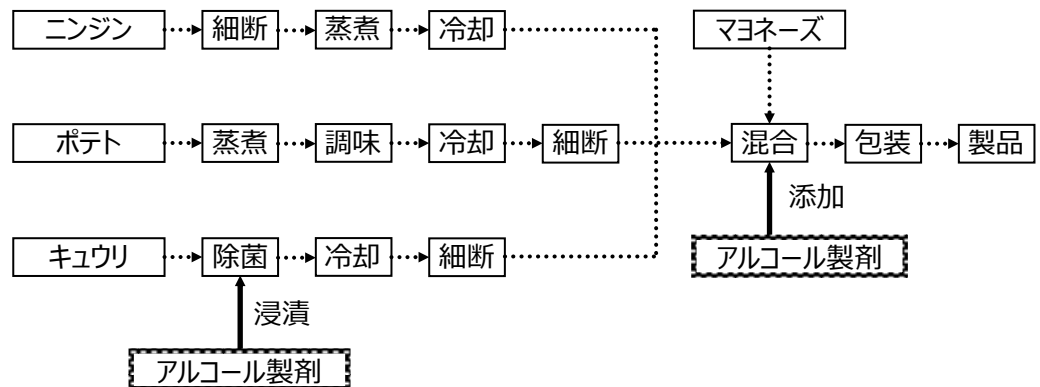 ニンジン
細断
蒸煮
冷却
マヨネーズ
ポテト
蒸煮
調味
冷却
細断
混合
包装
製品
添加
キュウリ
除菌
冷却
細断
アルコール製剤
浸漬
アルコール製剤